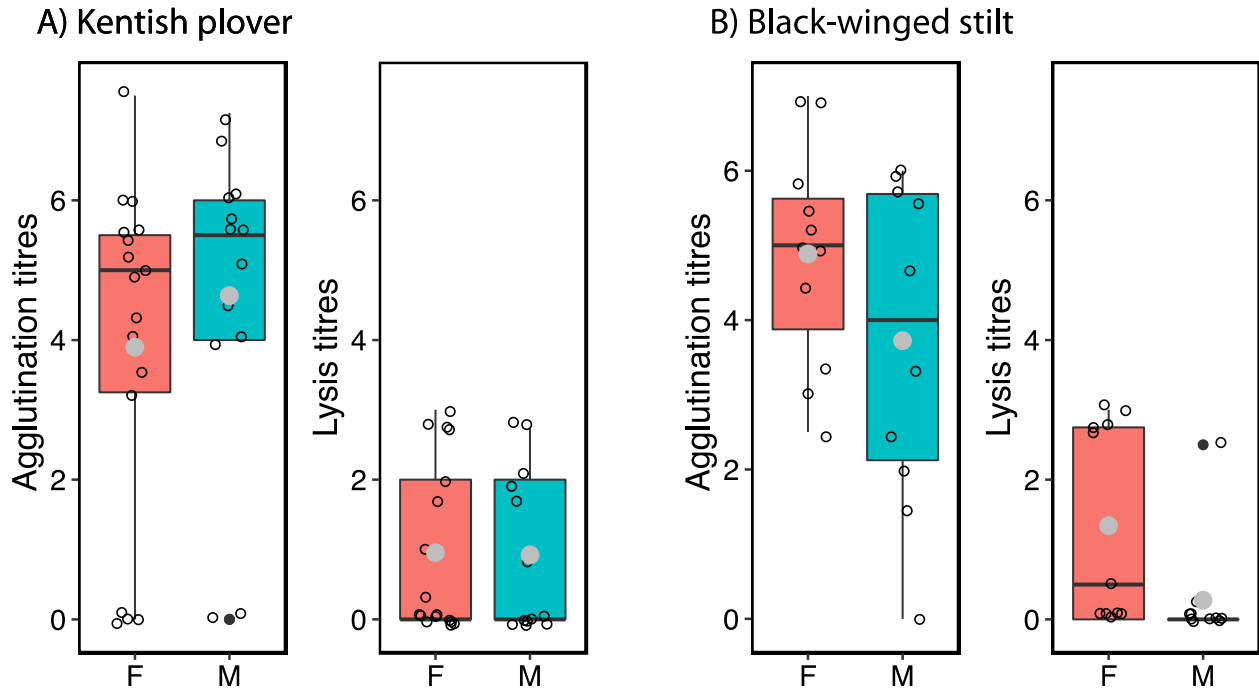 A) Kentish plover
Agglutination titres
6
4
2
0
F
M
Lysis titres
6
4
2
0
F
M
B) Black-winged stilt
Agglutination titres
6
4
2
0
F
M
Lysis titres
6
4
2
0
F
M